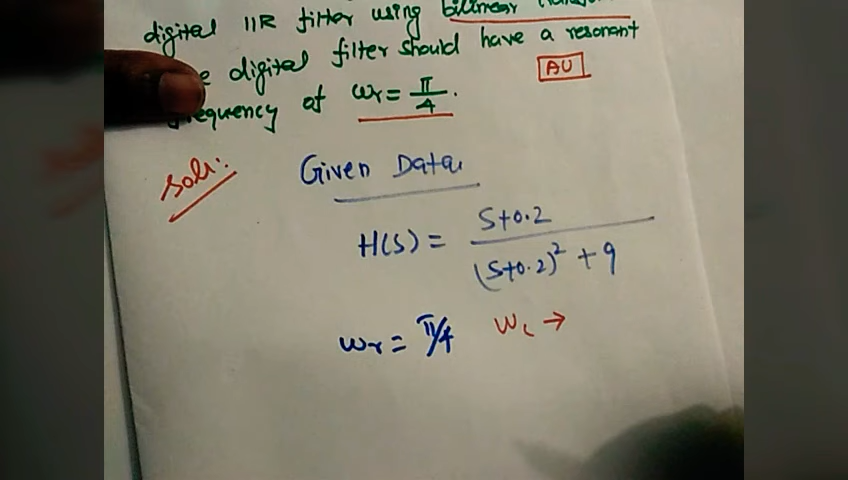 digital IIR filter using bilinear
digital filter should have a resonant
frequency of ωr = π/4.
AU
Soln:
Given Data,
H(S) = S+0.2 / (S+0.2)² + 9
ωr = π/4 Wc →